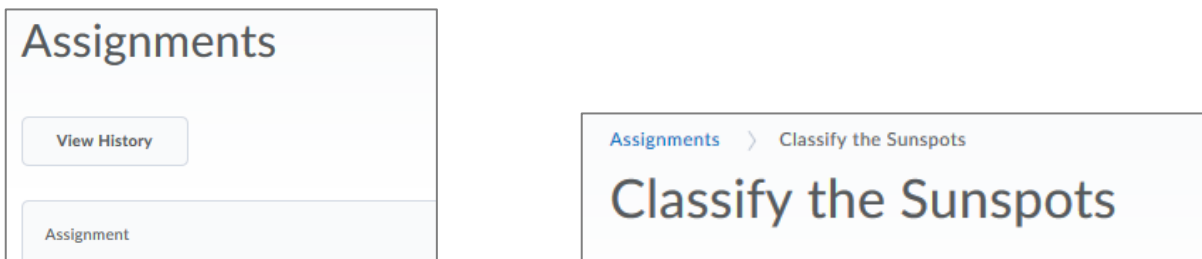 Assignments
View History
Assignment
Assignments > Classify the Sunspots
Classify the Sunspots